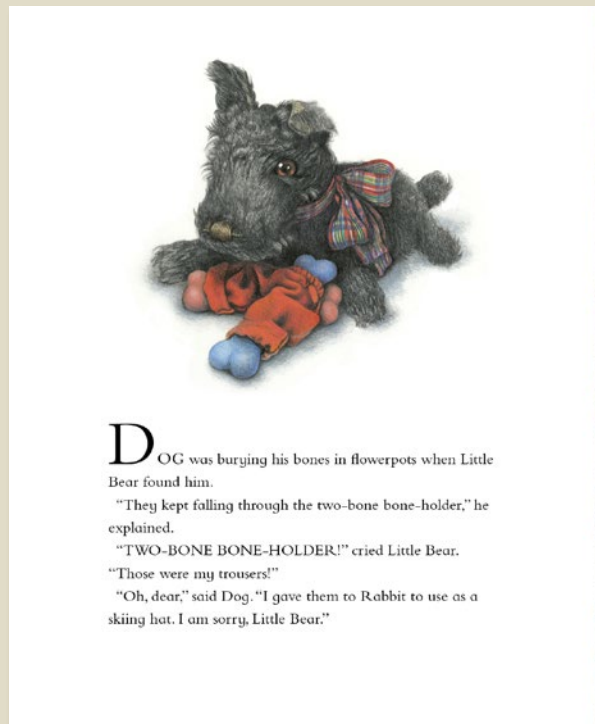 DOG was burying his bones in flowerpots when Little
Bear found him.
“They kept falling through the two-bone bone-holder,” he
explained.
“TWO-BONE BONE-HOLDER!” cried Little Bear.
“Those were my trousers!”
“Oh, dear,” said Dog. “I gave them to Rabbit to use as a
skiing hat. I am sorry, Little Bear.”